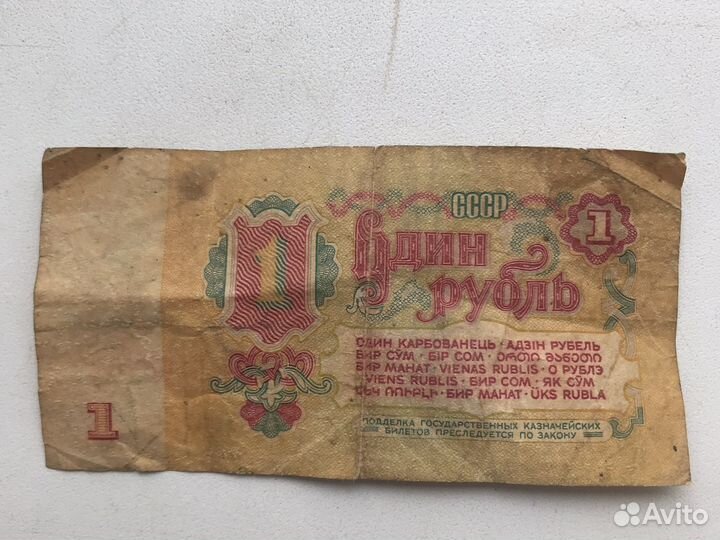 СССР
1
1
Один
рубль
ОДИН КАРБОВАНЕЦЬ · АДЗІН РУБЕЛЬ
БИР СЎМ · БІР СОМ · ᲔᲠᲗᲘ ᲛᲐᲜᲔᲗᲘ
БИР МАНАТ · VIENAS RUBLIS · О РУБЛЭ
VIENS RUBLIS · БИР СОМ · ЯК СЎМ
ՄԵԿ ՌՈՒԲԼԻ · БИР МАНАТ · ÜKS RUBLA
1
ПОДДЕЛКА ГОСУДАРСТВЕННЫХ КАЗНАЧЕЙСКИХ
БИЛЕТОВ ПРЕСЛЕДУЕТСЯ ПО ЗАКОНУ
Avito